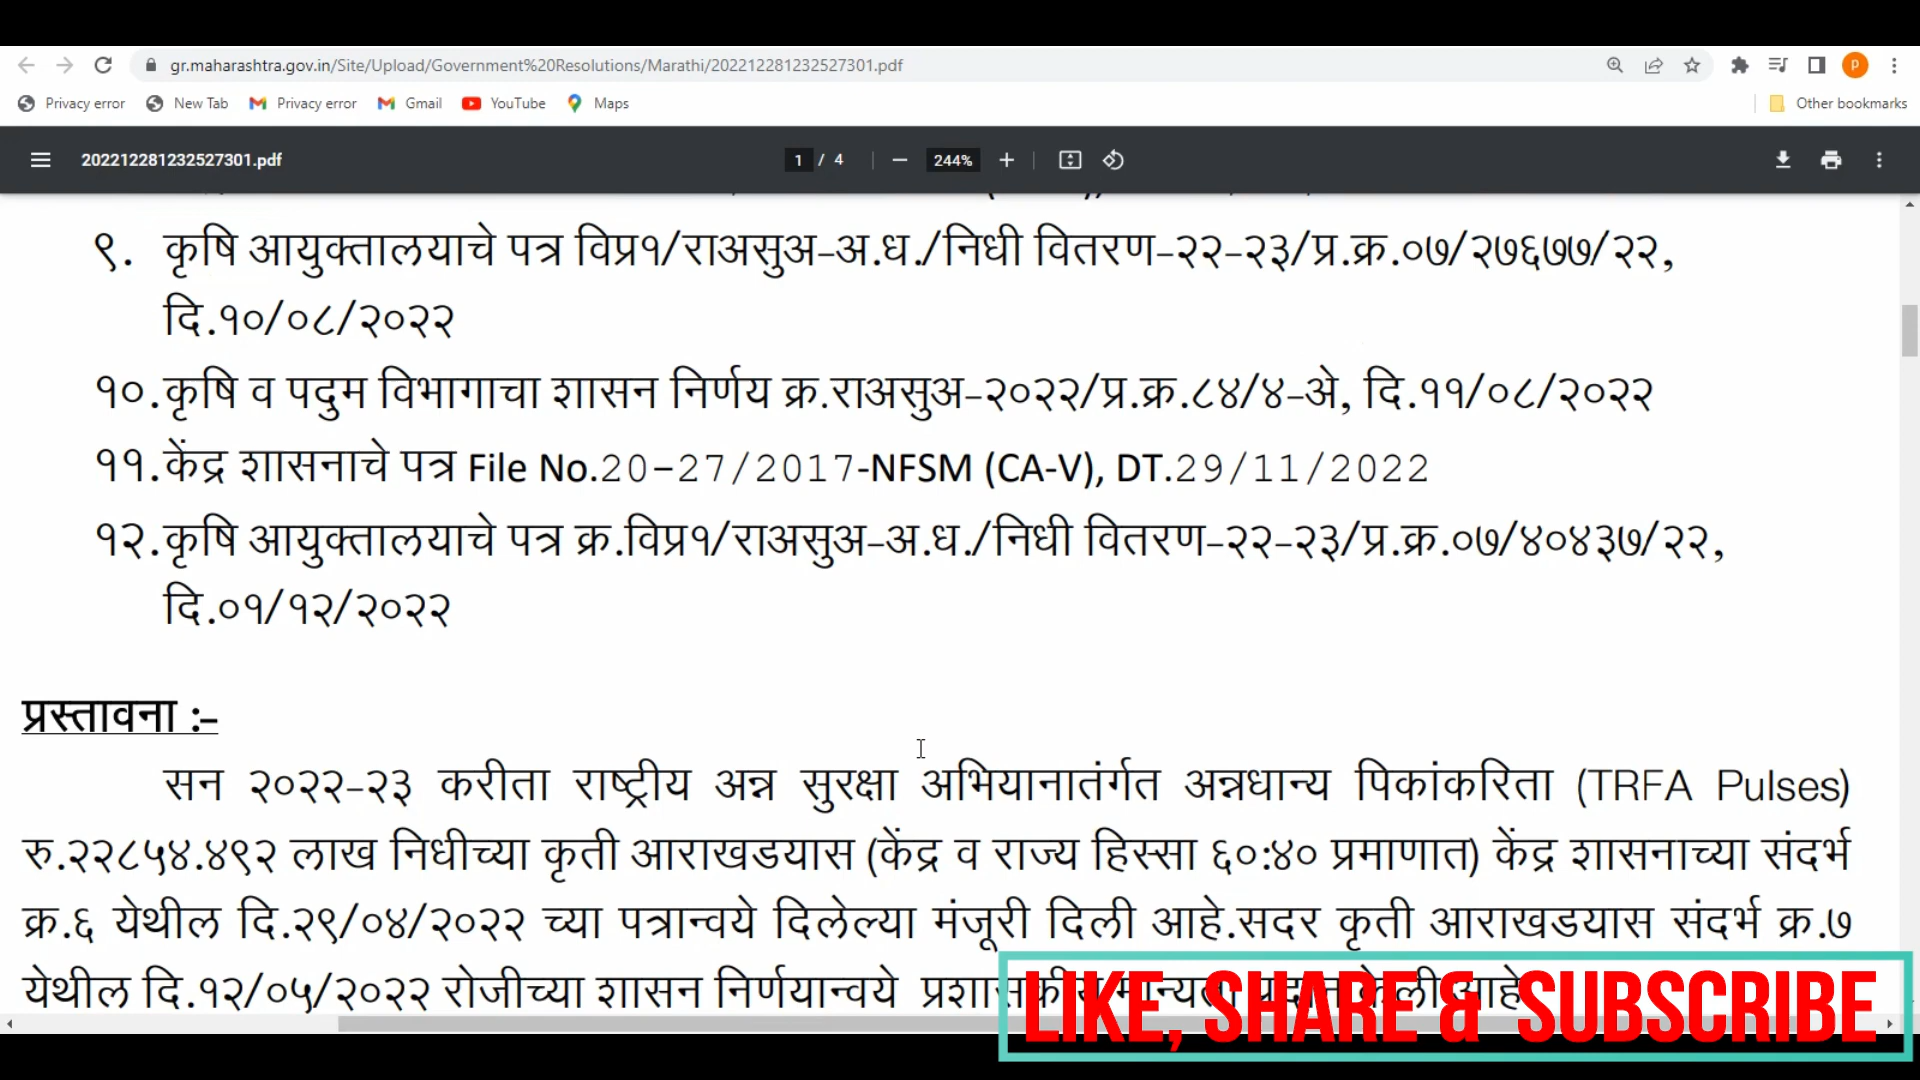 gr.maharashtra.gov.in/Site/Upload/Government%20Resolutions/Marathi/202212281232527301.pdf
P
Privacy error New Tab Privacy error Gmail YouTube Maps Other bookmarks
202212281232527301.pdf 1 / 4 244%
९. कृषि आयुक्तालयाचे पत्र विप्र१/राअसुअ-अ.ध./निधी वितरण-२२-२३/प्र.क्र.०७/२७६७७/२२,
दि.१०/०८/२०२२
१०.कृषि व पदुम विभागाचा शासन निर्णय क्र.राअसुअ-२०२२/प्र.क्र.८४/४-अे, दि.११/०८/२०२२
११.केंद्र शासनाचे पत्र File No.20-27/2017-NFSM (CA-V), DT.29/11/2022
१२.कृषि आयुक्तालयाचे पत्र क्र.विप्र१/राअसुअ-अ.ध./निधी वितरण-२२-२३/प्र.क्र.०७/४०४३७/२२,
दि.०१/१२/२०२२
प्रस्तावना :-
सन २०२२-२३ करीता राष्ट्रीय अन्न सुरक्षा अभियानातंर्गत अन्नधान्य पिकांकरिता (TRFA Pulses)
रु.२२८५४.४९२ लाख निधीच्या कृती आराखडयास (केंद्र व राज्य हिस्सा ६०:४० प्रमाणात) केंद्र शासनाच्या संदर्भ
क्र.६ येथील दि.२९/०४/२०२२ च्या पत्रान्वये दिलेल्या मंजूरी दिली आहे.सदर कृती आराखडयास संदर्भ क्र.७
येथील दि.१२/०५/२०२२ रोजीच्या शासन निर्णयान्वये प्रशासकीय मान्यता प्रदान केली आहे
LIKE, SHARE & SUBSCRIBE